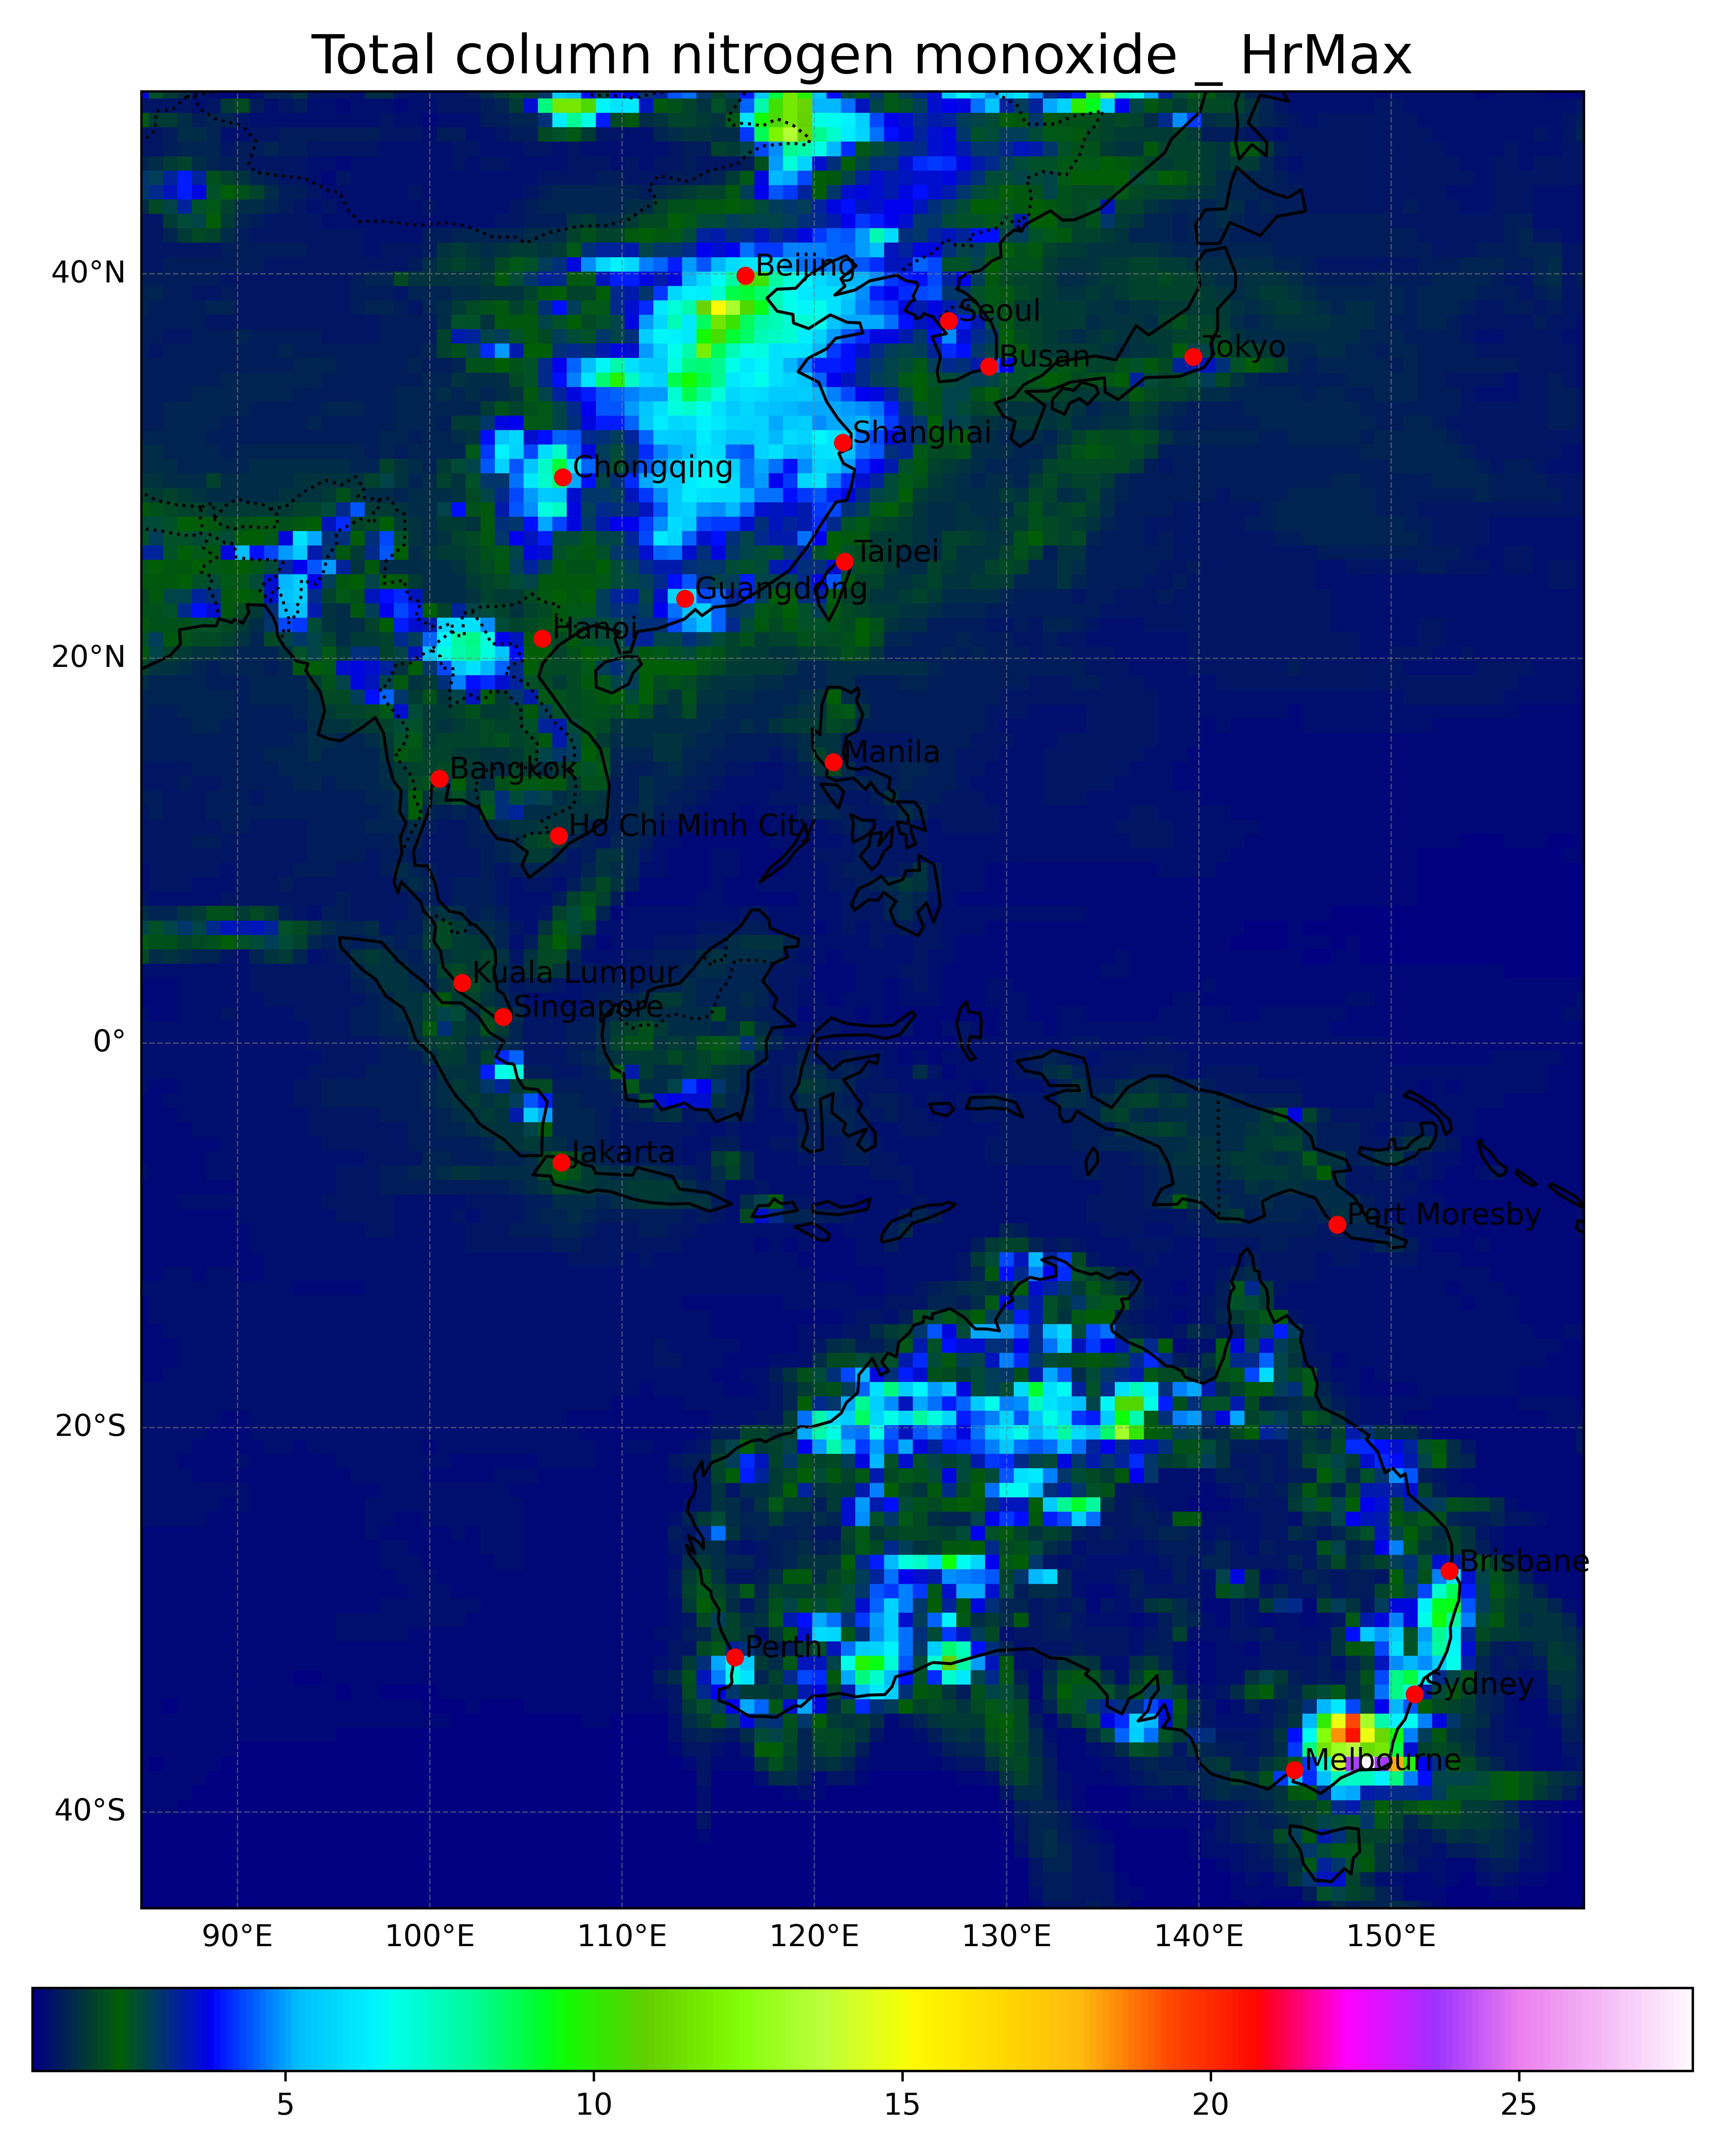 Total column nitrogen monoxide _ HrMax
40°N
20°N
0°
20°S
40°S
Beijing
Seoul
Busan
Tokyo
Shanghai
Chongqing
Taipei
Guangdong
Hanoi
Manila
Bangkok
Ho Chi Minh City
Kuala Lumpur
Singapore
Jakarta
Port Moresby
Brisbane
Perth
Sydney
Melbourne
90°E 100°E 110°E 120°E 130°E 140°E 150°E
5 10 15 20 25